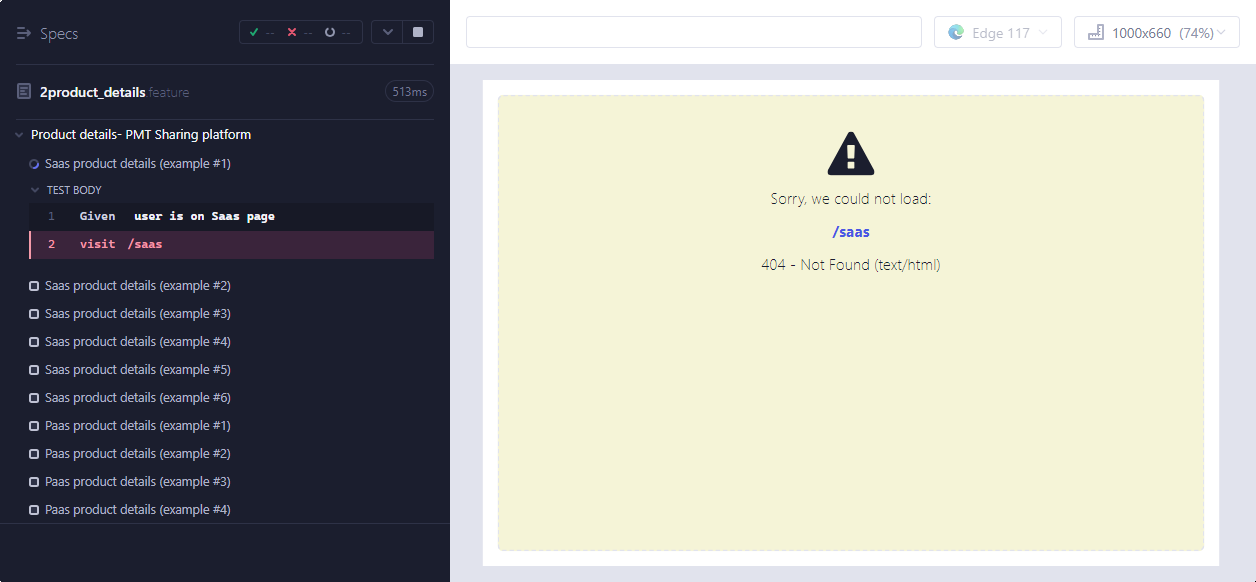 Specs
-- -- --
2product_details.feature 513ms
Product details- PMT Sharing platform
Saas product details (example #1)
TEST BODY
1 Given user is on Saas page
2 visit /saas
Saas product details (example #2)
Saas product details (example #3)
Saas product details (example #4)
Saas product details (example #5)
Saas product details (example #6)
Paas product details (example #1)
Paas product details (example #2)
Paas product details (example #3)
Paas product details (example #4)
Edge 117
1000x660 (74%)
Sorry, we could not load:
/saas
404 - Not Found (text/html)